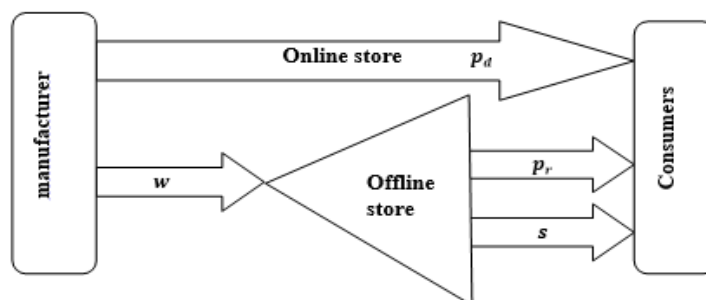 manufacturer
Online store
p_d
w
Offline
store
p_r
s
Consumers